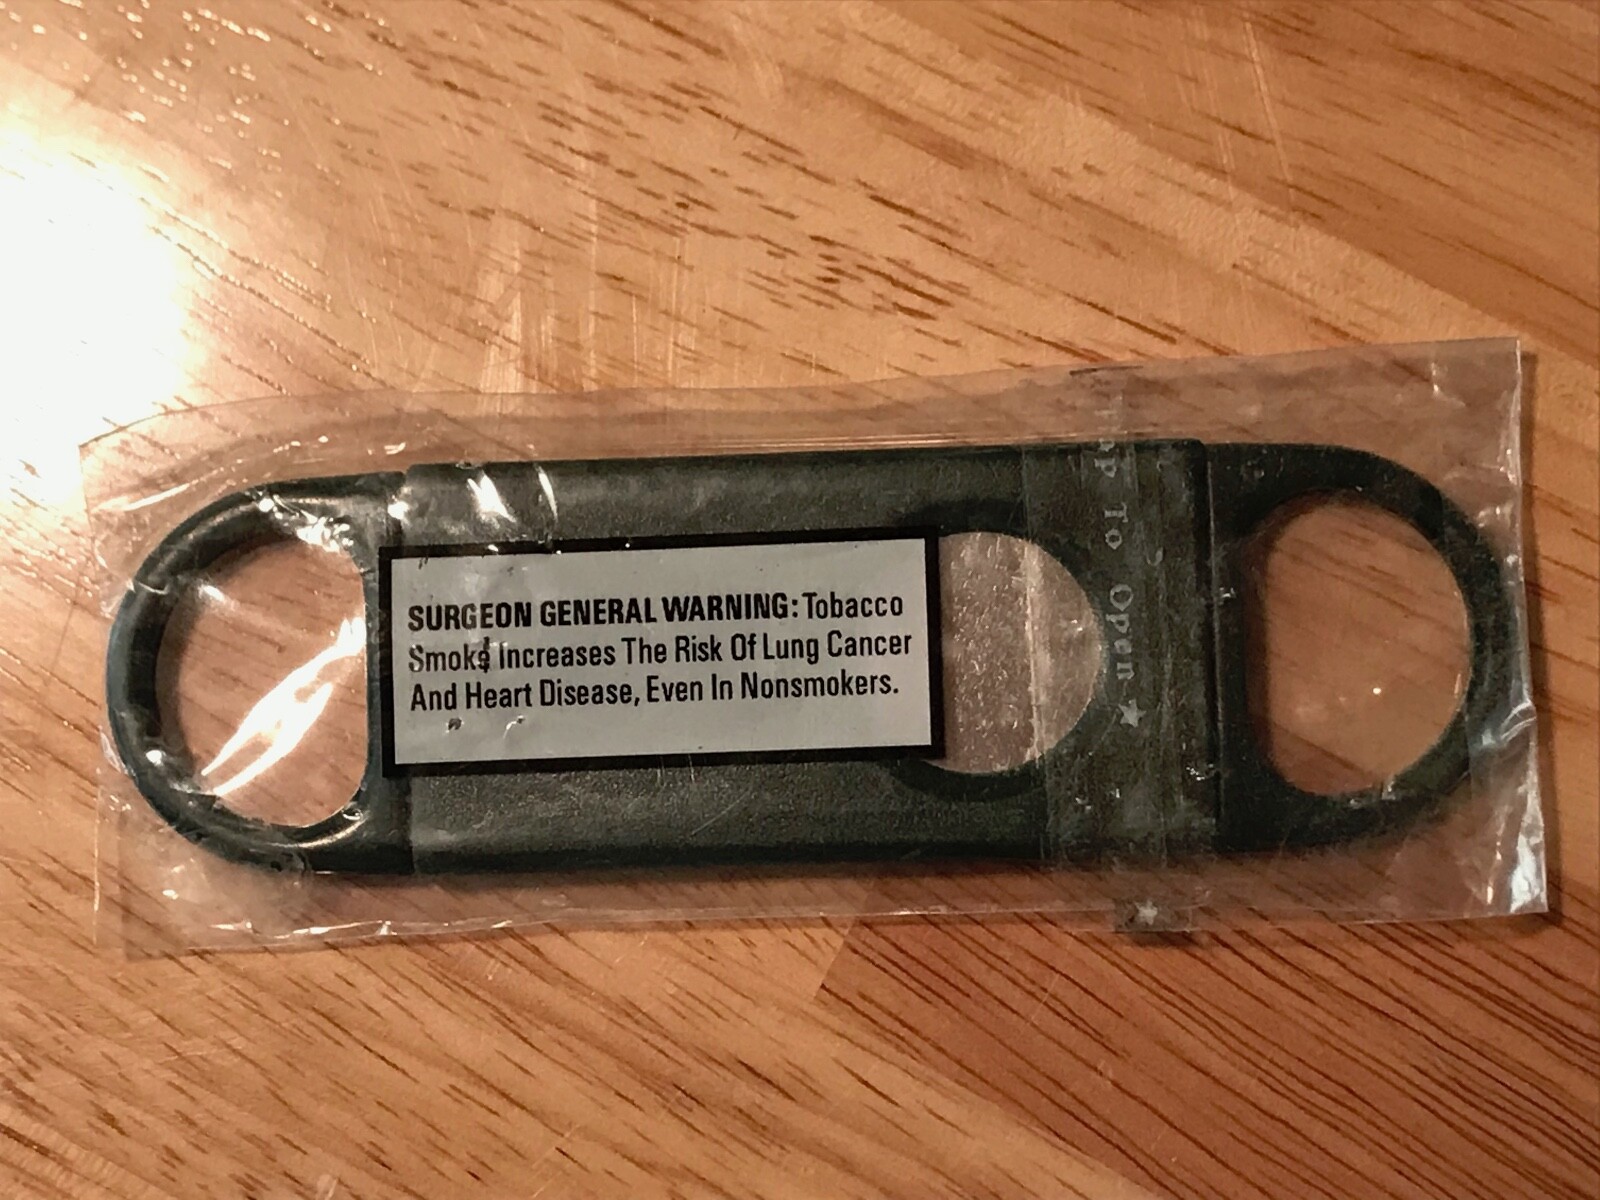 SURGEON GENERAL WARNING: Tobacco
Smoke Increases The Risk Of Lung Cancer
And Heart Disease, Even In Nonsmokers.
To Open ★